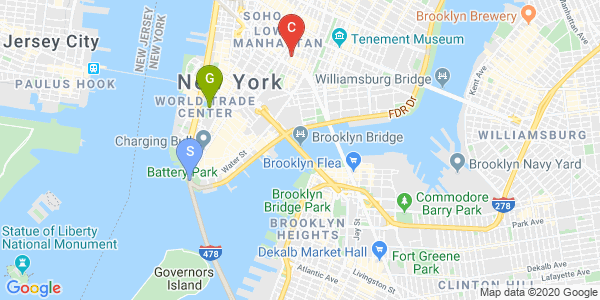 NEW JERSEY
NEW YORK
SOHO
LOW
MANHATTAN
C
Brooklyn Brewery
Manhattan Ave
Jersey City
Tenement Museum
PAULUS HOOK
New York
G
Williamsburg Bridge
Kent Ave
WORLD TRADE
CENTER
FDR Dr
WILLIAMSBURG
Charging Bull
Brooklyn Bridge
S
Water St
Battery Park
Brooklyn Flea
Brooklyn Navy Yard
Brooklyn
Bridge Park
Commodore
Barry Park
278
Park Ave
Statue of Liberty
National Monument
BROOKLYN
HEIGHTS
Jay St
478
Dekalb Market Hall
Fort Greene
Park
Dekalb Ave
Lafayette Ave
Governors
Island
Atlantic Ave
Livingston St
CLINTON HILL
Google
Map data ©2020 Google